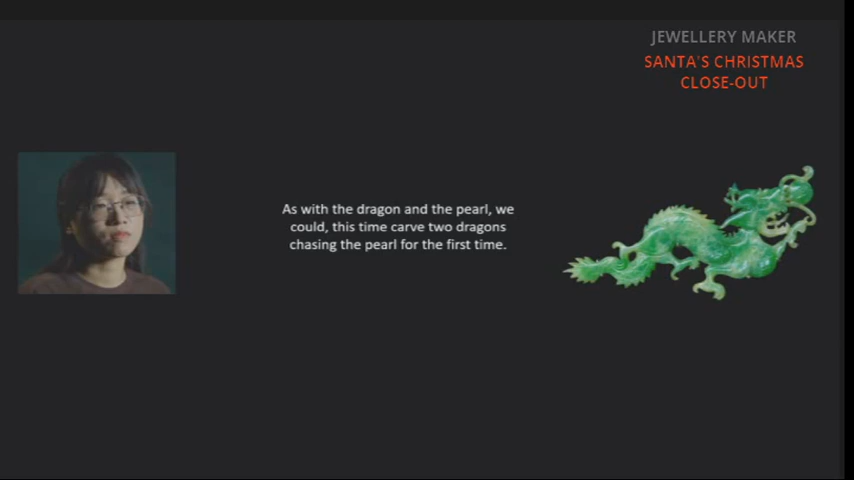 JEWELLERY MAKER
SANTA'S CHRISTMAS
CLOSE-OUT
As with the dragon and the pearl, we
could, this time carve two dragons
chasing the pearl for the first time.